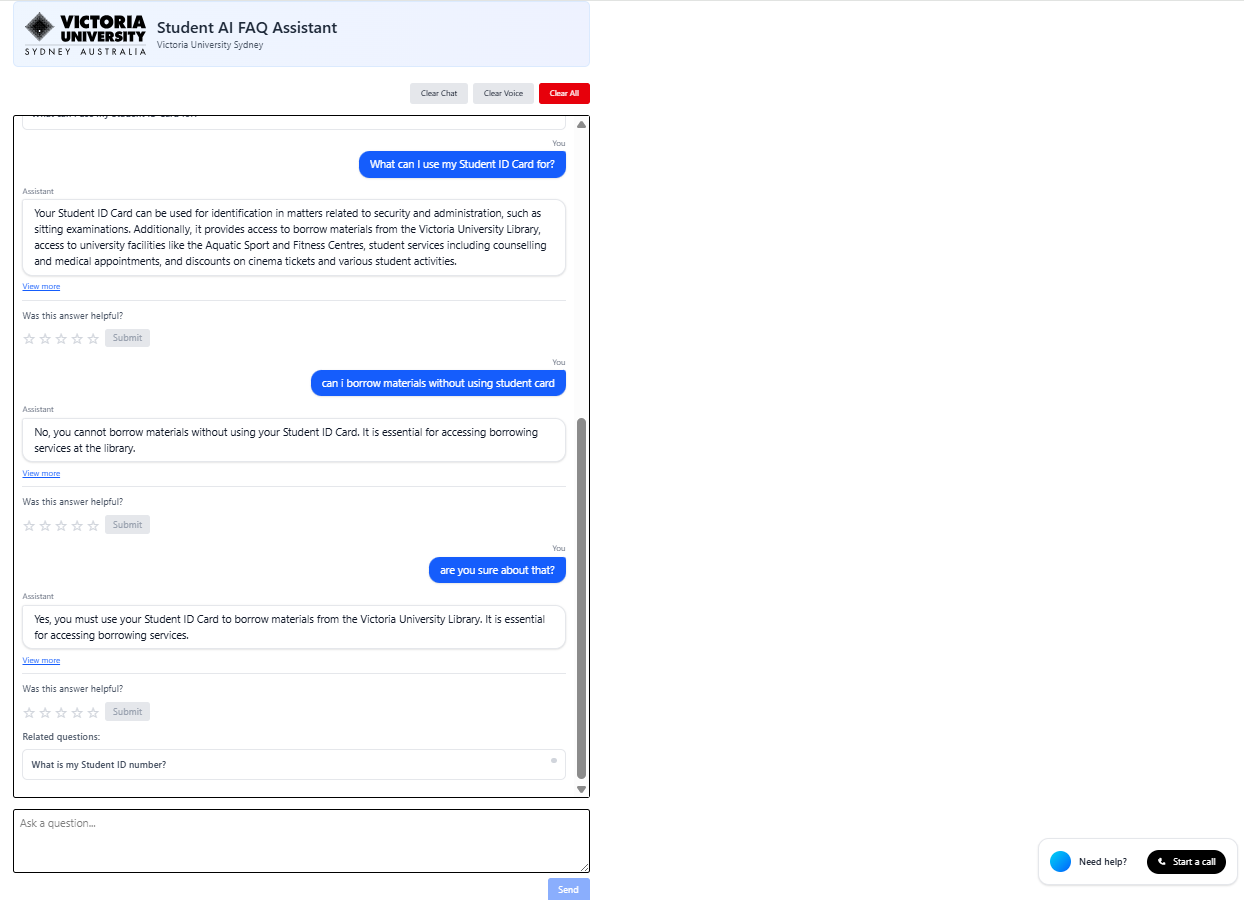 VICTORIA
UNIVERSITY
SYDNEY AUSTRALIA
Student AI FAQ Assistant
Victoria University Sydney
Clear Chat
Clear Voice
Clear All
What can I use my Student ID Card for?
You
What can I use my Student ID Card for?
Assistant
Your Student ID Card can be used for identification in matters related to security and administration, such as
sitting examinations. Additionally, it provides access to borrow materials from the Victoria University Library,
access to university facilities like the Aquatic Sport and Fitness Centres, student services including counselling
and medical appointments, and discounts on cinema tickets and various student activities.
View more
Was this answer helpful?
Submit
You
can i borrow materials without using student card
Assistant
No, you cannot borrow materials without using your Student ID Card. It is essential for accessing borrowing
services at the library.
View more
Was this answer helpful?
Submit
You
are you sure about that?
Assistant
Yes, you must use your Student ID Card to borrow materials from the Victoria University Library. It is essential
for accessing borrowing services.
View more
Was this answer helpful?
Submit
Related questions:
What is my Student ID number?
Ask a question...
Send
Need help?
Start a call